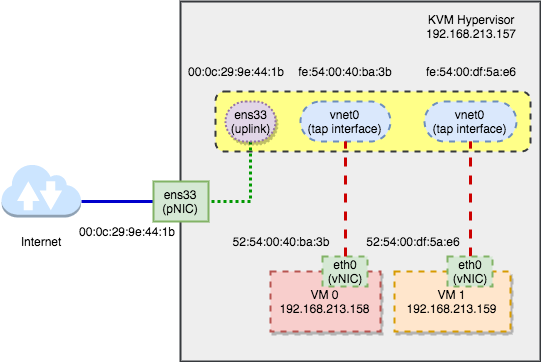 KVM Hypervisor
192.168.213.157
00:0c:29:9e:44:1b
fe:54:00:40:ba:3b
fe:54:00:df:5a:e6
ens33
(uplink)
vnet0
(tap interface)
vnet0
(tap interface)
ens33
(pNIC)
Internet
00:0c:29:9e:44:1b
52:54:00:40:ba:3b
52:54:00:df:5a:e6
eth0
(vNIC)
VM 0
192.168.213.158
eth0
(vNIC)
VM 1
192.168.213.159